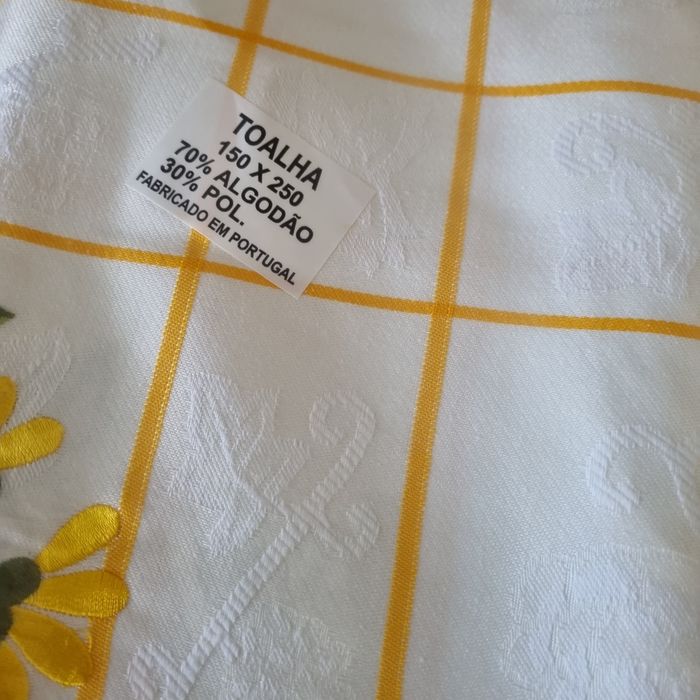 TOALHA
150 X 250
70% ALGODÃO
30% POL.
FABRICADO EM PORTUGAL